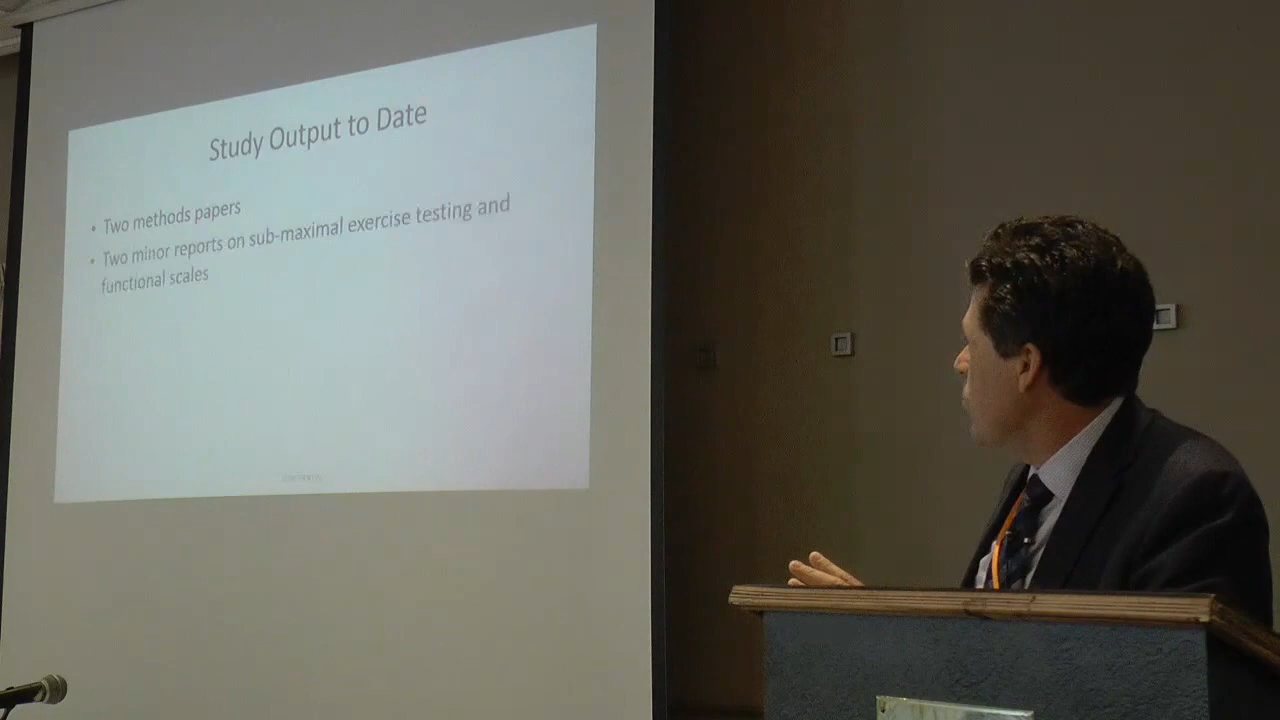 Study Output to Date
• Two methods papers
• Two minor reports on sub-maximal exercise testing and
functional scales